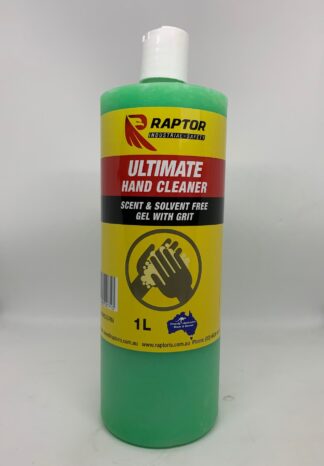 RAPTOR
INDUSTRIAL+SAFETY
ULTIMATE
HAND CLEANER
SCENT & SOLVENT FREE
GEL WITH GRIT
1L
www.raptoris.com.au